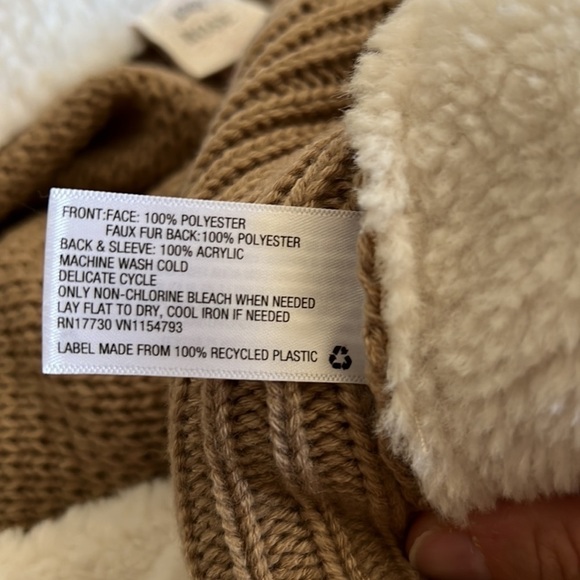 FRONT:FACE: 100% POLYESTER
FAUX FUR BACK:100% POLYESTER
BACK & SLEEVE: 100% ACRYLIC
MACHINE WASH COLD
DELICATE CYCLE
ONLY NON-CHLORINE BLEACH WHEN NEEDED
LAY FLAT TO DRY, COOL IRON IF NEEDED
RN17730 VN1154793
LABEL MADE FROM 100% RECYCLED PLASTIC